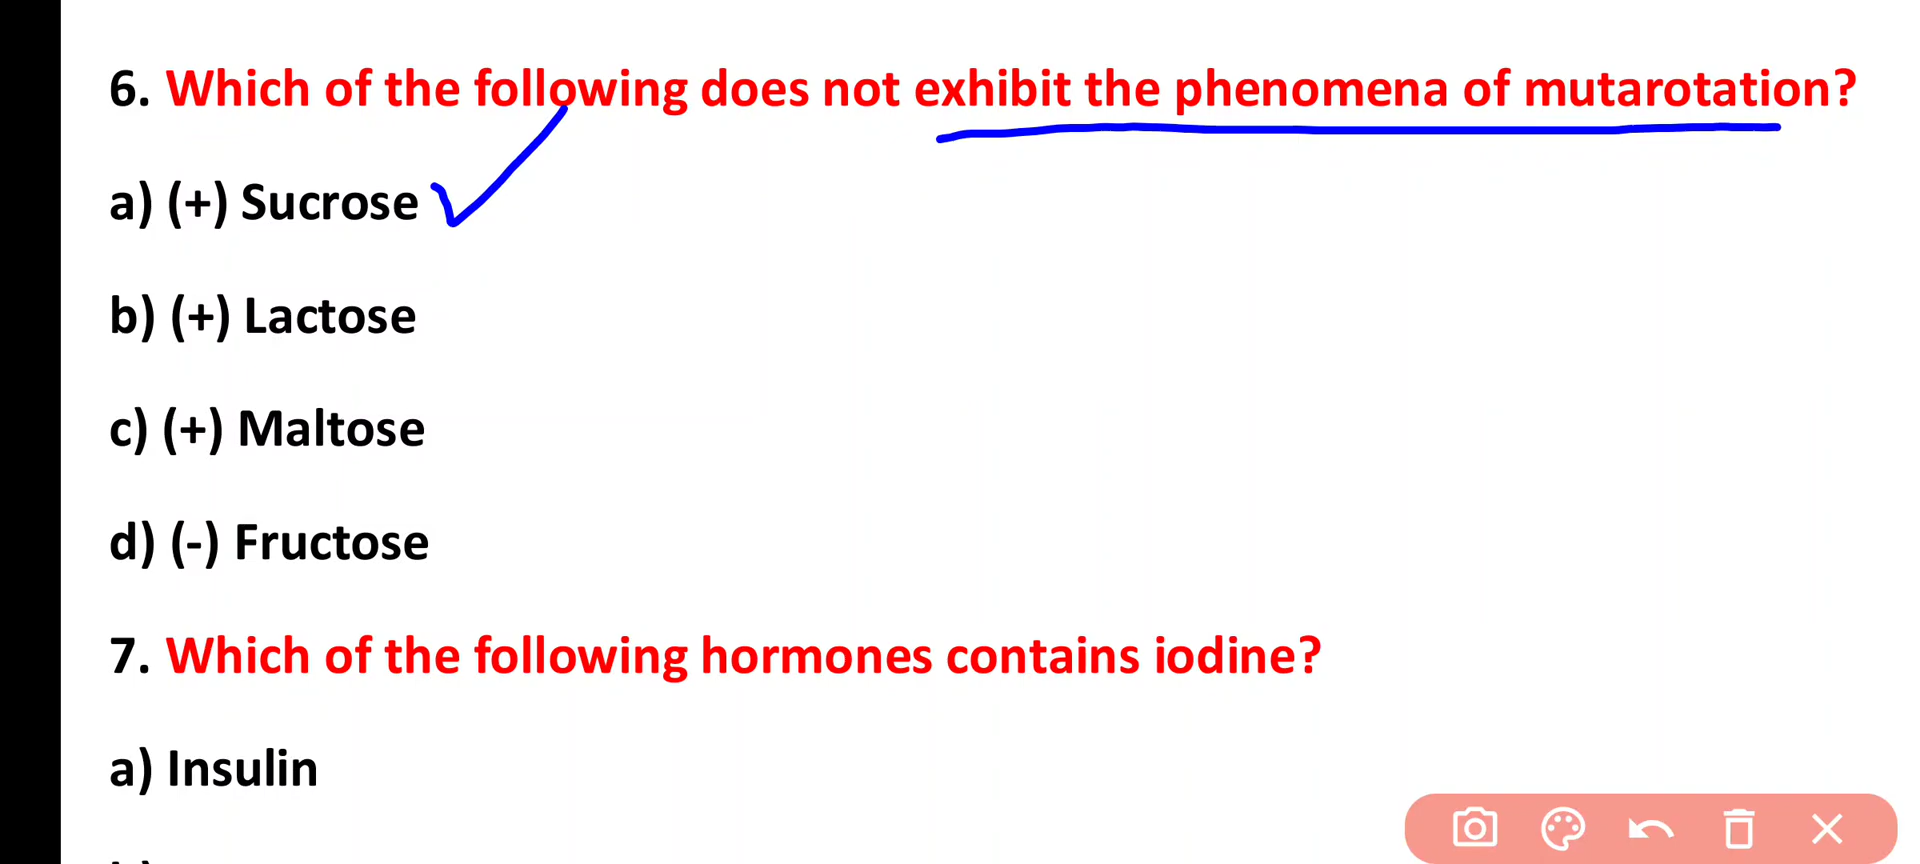 6. Which of the following does not exhibit the phenomena of mutarotation?
a) (+) Sucrose
b) (+) Lactose
c) (+) Maltose
d) (-) Fructose
7. Which of the following hormones contains iodine?
a) Insulin